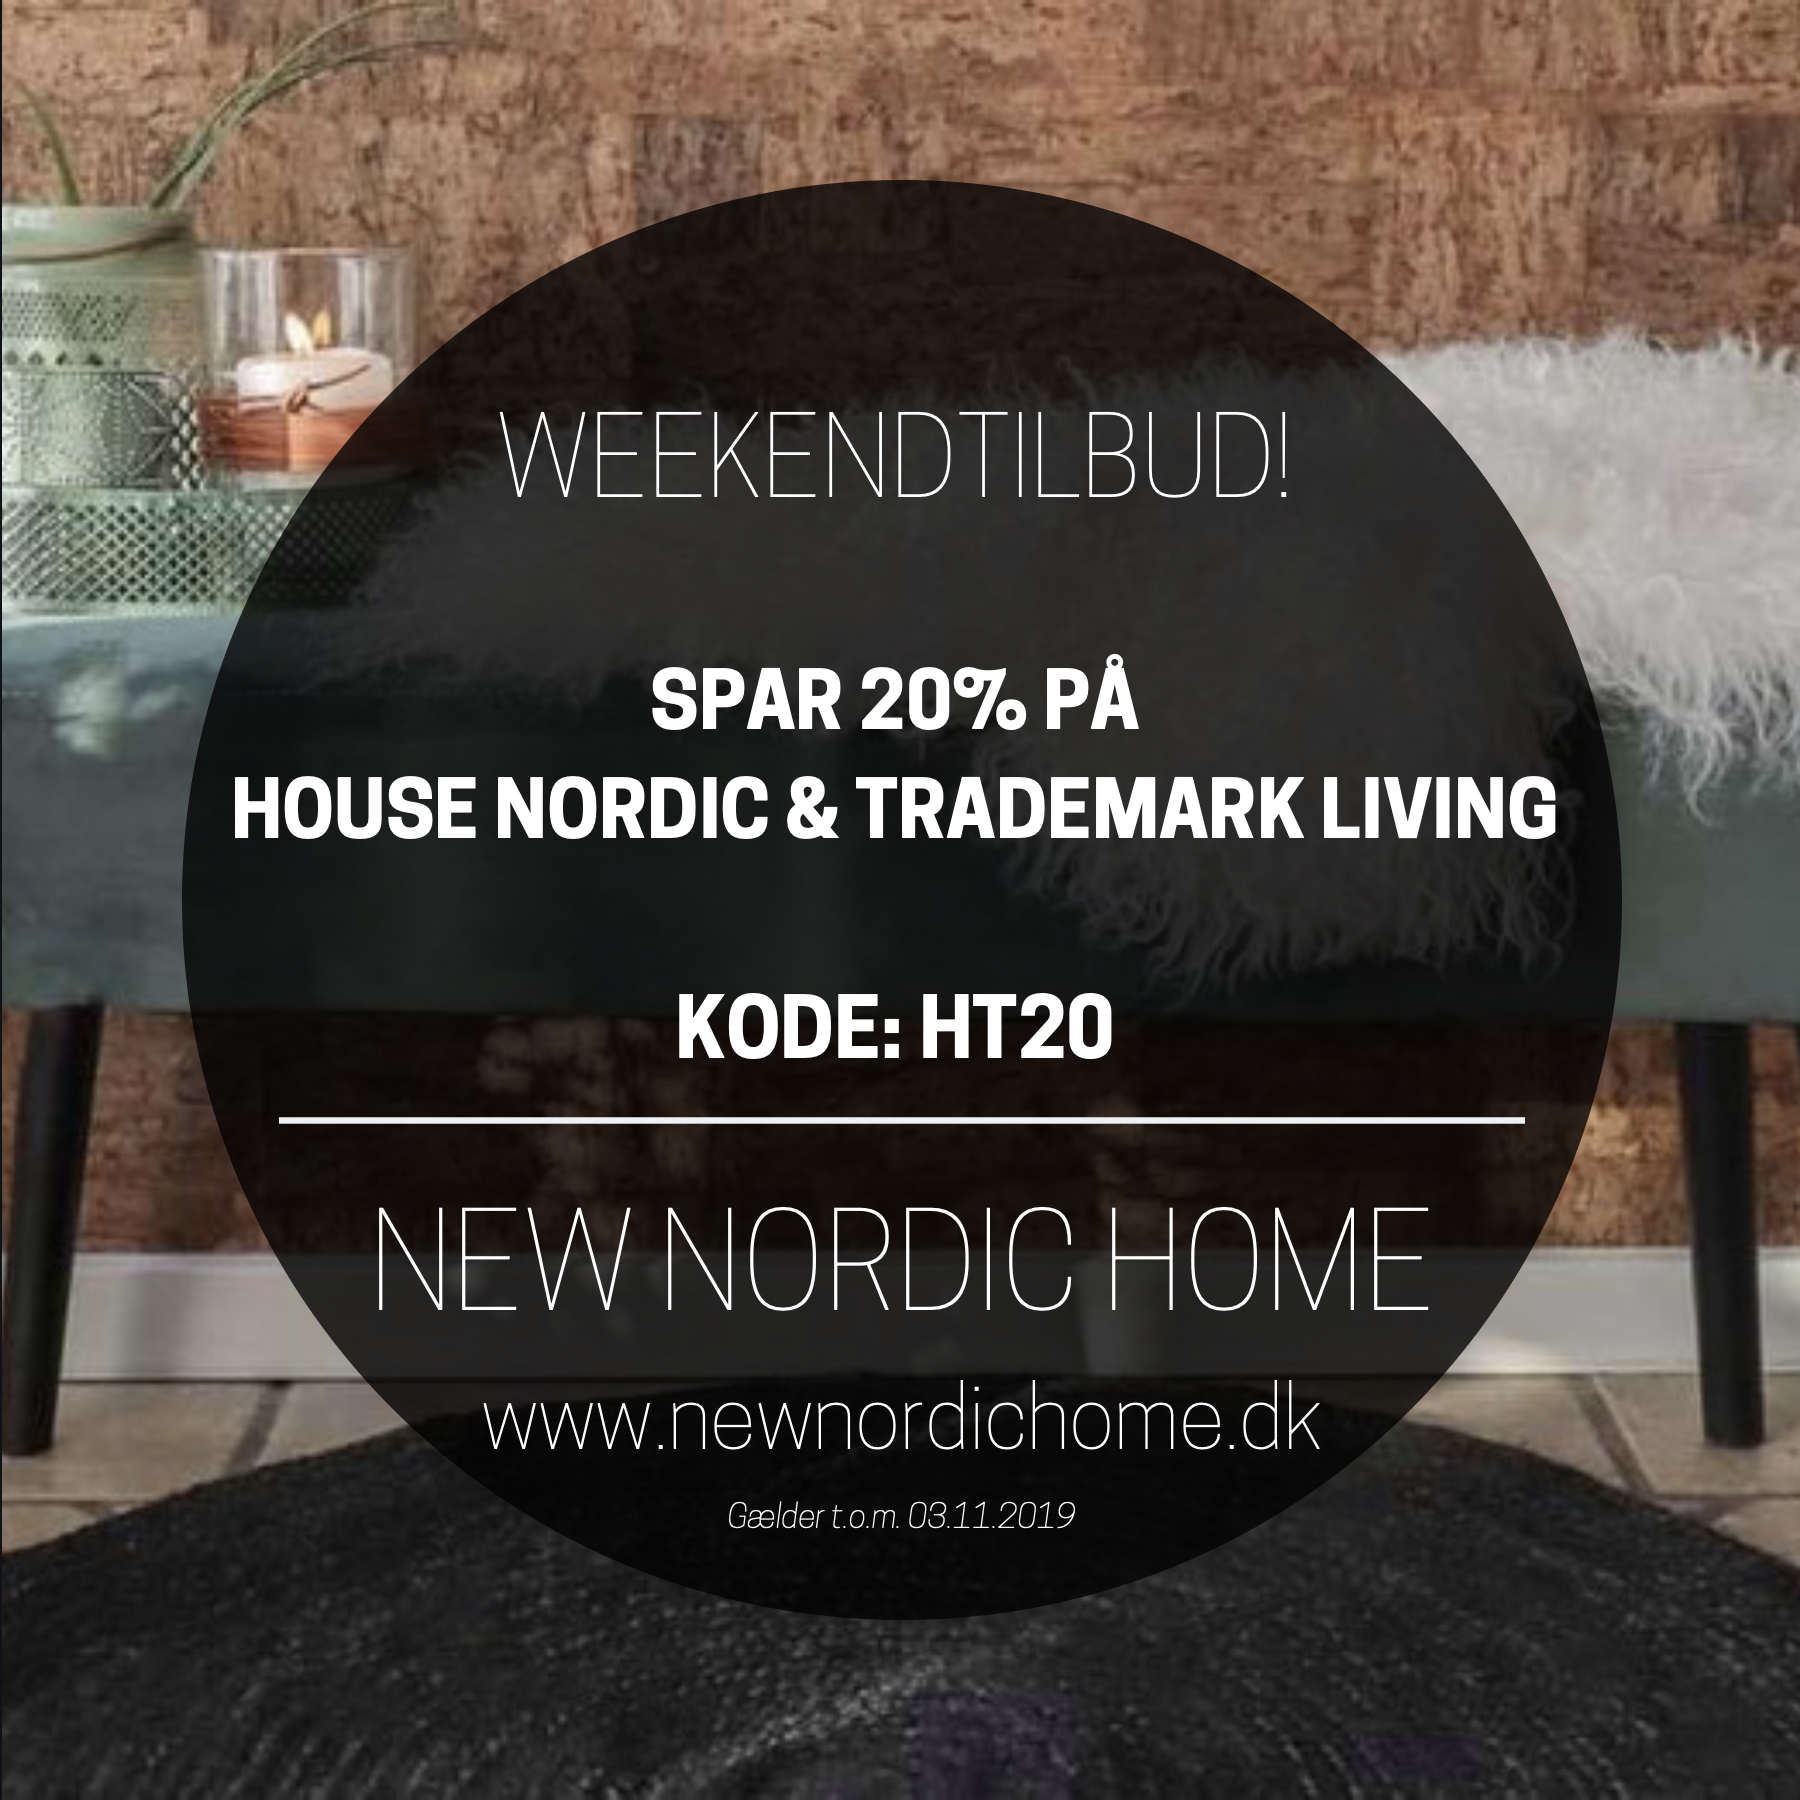 WEEKENDTILBUD!
SPAR 20% PÅ
HOUSE NORDIC & TRADEMARK LIVING
KODE: HT20
NEW NORDIC HOME
www.newnordichome.dk
Gælder t.o.m. 03.11.2019